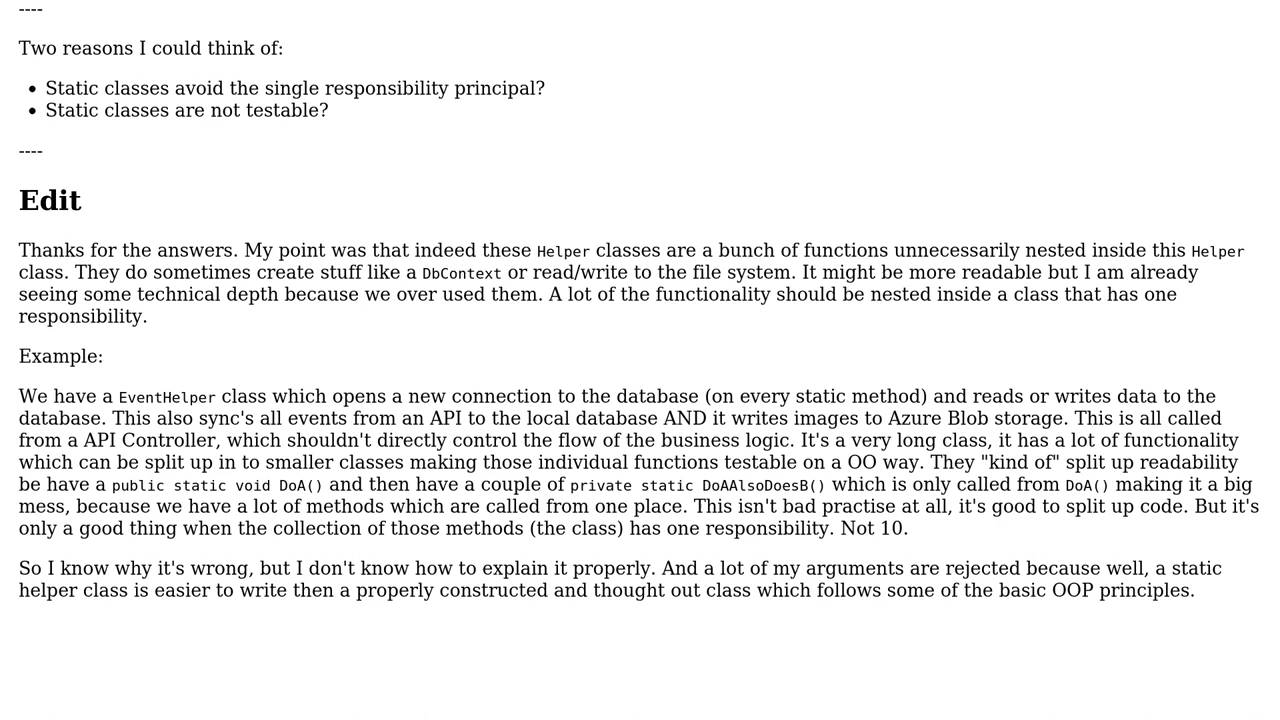 ----
Two reasons I could think of:
• Static classes avoid the single responsibility principal?
• Static classes are not testable?
----
Edit
Thanks for the answers. My point was that indeed these Helper classes are a bunch of functions unnecessarily nested inside this Helper
class. They do sometimes create stuff like a DbContext or read/write to the file system. It might be more readable but I am already
seeing some technical depth because we over used them. A lot of the functionality should be nested inside a class that has one
responsibility.
Example:
We have a EventHelper class which opens a new connection to the database (on every static method) and reads or writes data to the
database. This also sync's all events from an API to the local database AND it writes images to Azure Blob storage. This is all called
from a API Controller, which shouldn't directly control the flow of the business logic. It's a very long class, it has a lot of functionality
which can be split up in to smaller classes making those individual functions testable on a OO way. They "kind of" split up readability
be have a public static void DoA() and then have a couple of private static DoAAlsoDoesB() which is only called from DoA() making it a big
mess, because we have a lot of methods which are called from one place. This isn't bad practise at all, it's good to split up code. But it's
only a good thing when the collection of those methods (the class) has one responsibility. Not 10.
So I know why it's wrong, but I don't know how to explain it properly. And a lot of my arguments are rejected because well, a static
helper class is easier to write then a properly constructed and thought out class which follows some of the basic OOP principles.